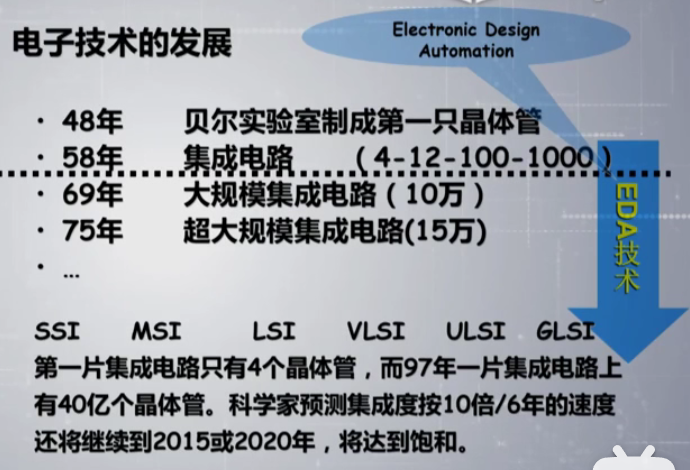 电子技术的发展
Electronic Design
Automation
· 48年 贝尔实验室制成第一只晶体管
· 58年 集成电路 （4-12-100-1000）
· 69年 大规模集成电路（10万）
· 75年 超大规模集成电路(15万)
· …
EDA技术
SSI MSI LSI VLSI ULSI GLSI
第一片集成电路只有4个晶体管，而97年一片集成电路上
有40亿个晶体管。科学家预测集成度按10倍/6年的速度
还将继续到2015或2020年，将达到饱和。